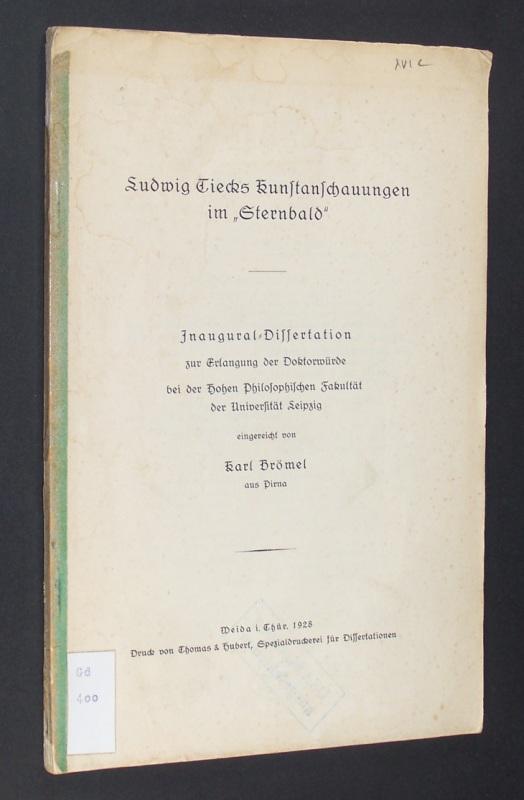 XVI c
Ludwig Tiecks Kunstanschauungen
im „Sternbald“
Inaugural-Dissertation
zur Erlangung der Doktorwürde
bei der Hohen Philosophischen Fakultät
der Universität Leipzig
eingereicht von
Karl Brömel
aus Pirna
Weida i. Thür. 1928
Druck von Thomas & Hubert, Spezialdruckerei für Dissertationen
Gd
400